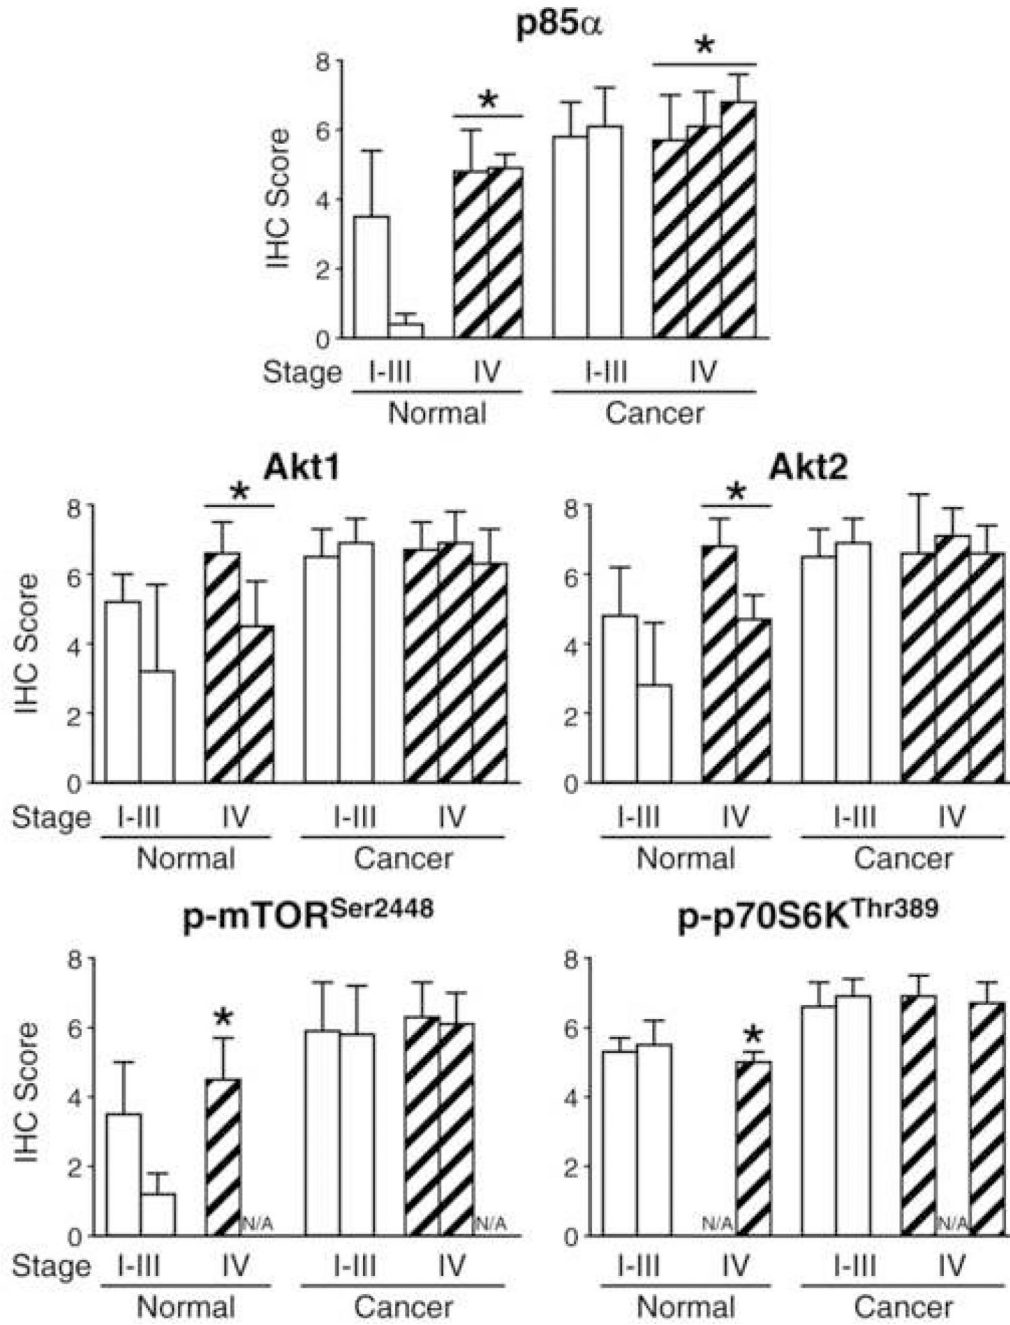 p85α
*
*
IHC Score
8
6
4
2
0
Stage I-III IV I-III IV
Normal Cancer
Akt1
*
IHC Score
8
6
4
2
0
Stage I-III IV I-III IV
Normal Cancer
Akt2
*
8
6
4
2
0
Stage I-III IV I-III IV
Normal Cancer
p-mTORSer2448
*
IHC Score
8
6
4
2
0
N/A N/A
Stage I-III IV I-III IV
Normal Cancer
p-p70S6KThr389
*
8
6
4
2
0
N/A N/A
Stage I-III IV I-III IV
Normal Cancer